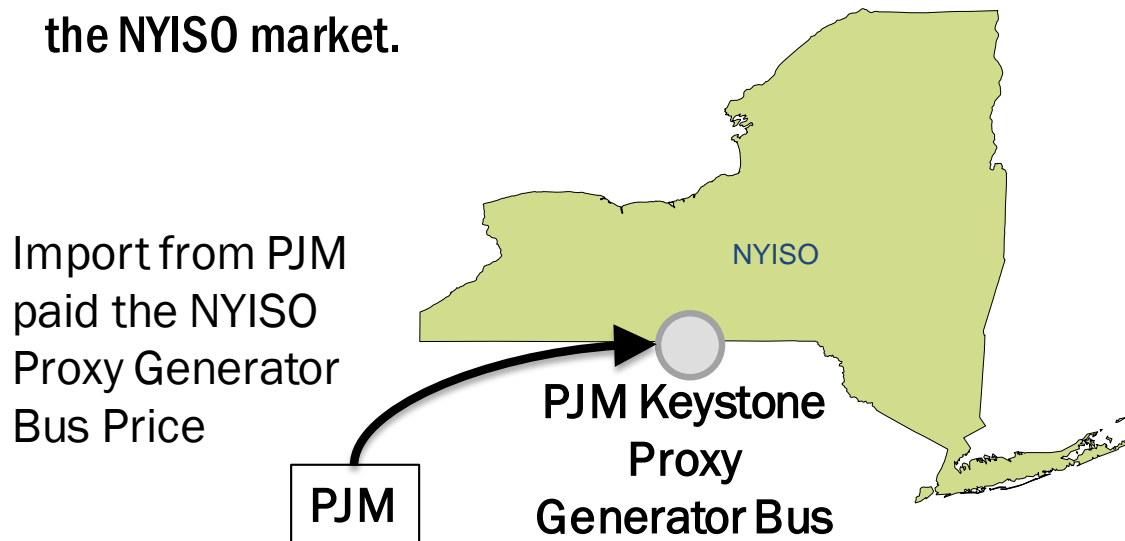 the NYISO market.
NYISO
Import from PJM
paid the NYISO
Proxy Generator
Bus Price
PJM Keystone
Proxy
Generator Bus
PJM